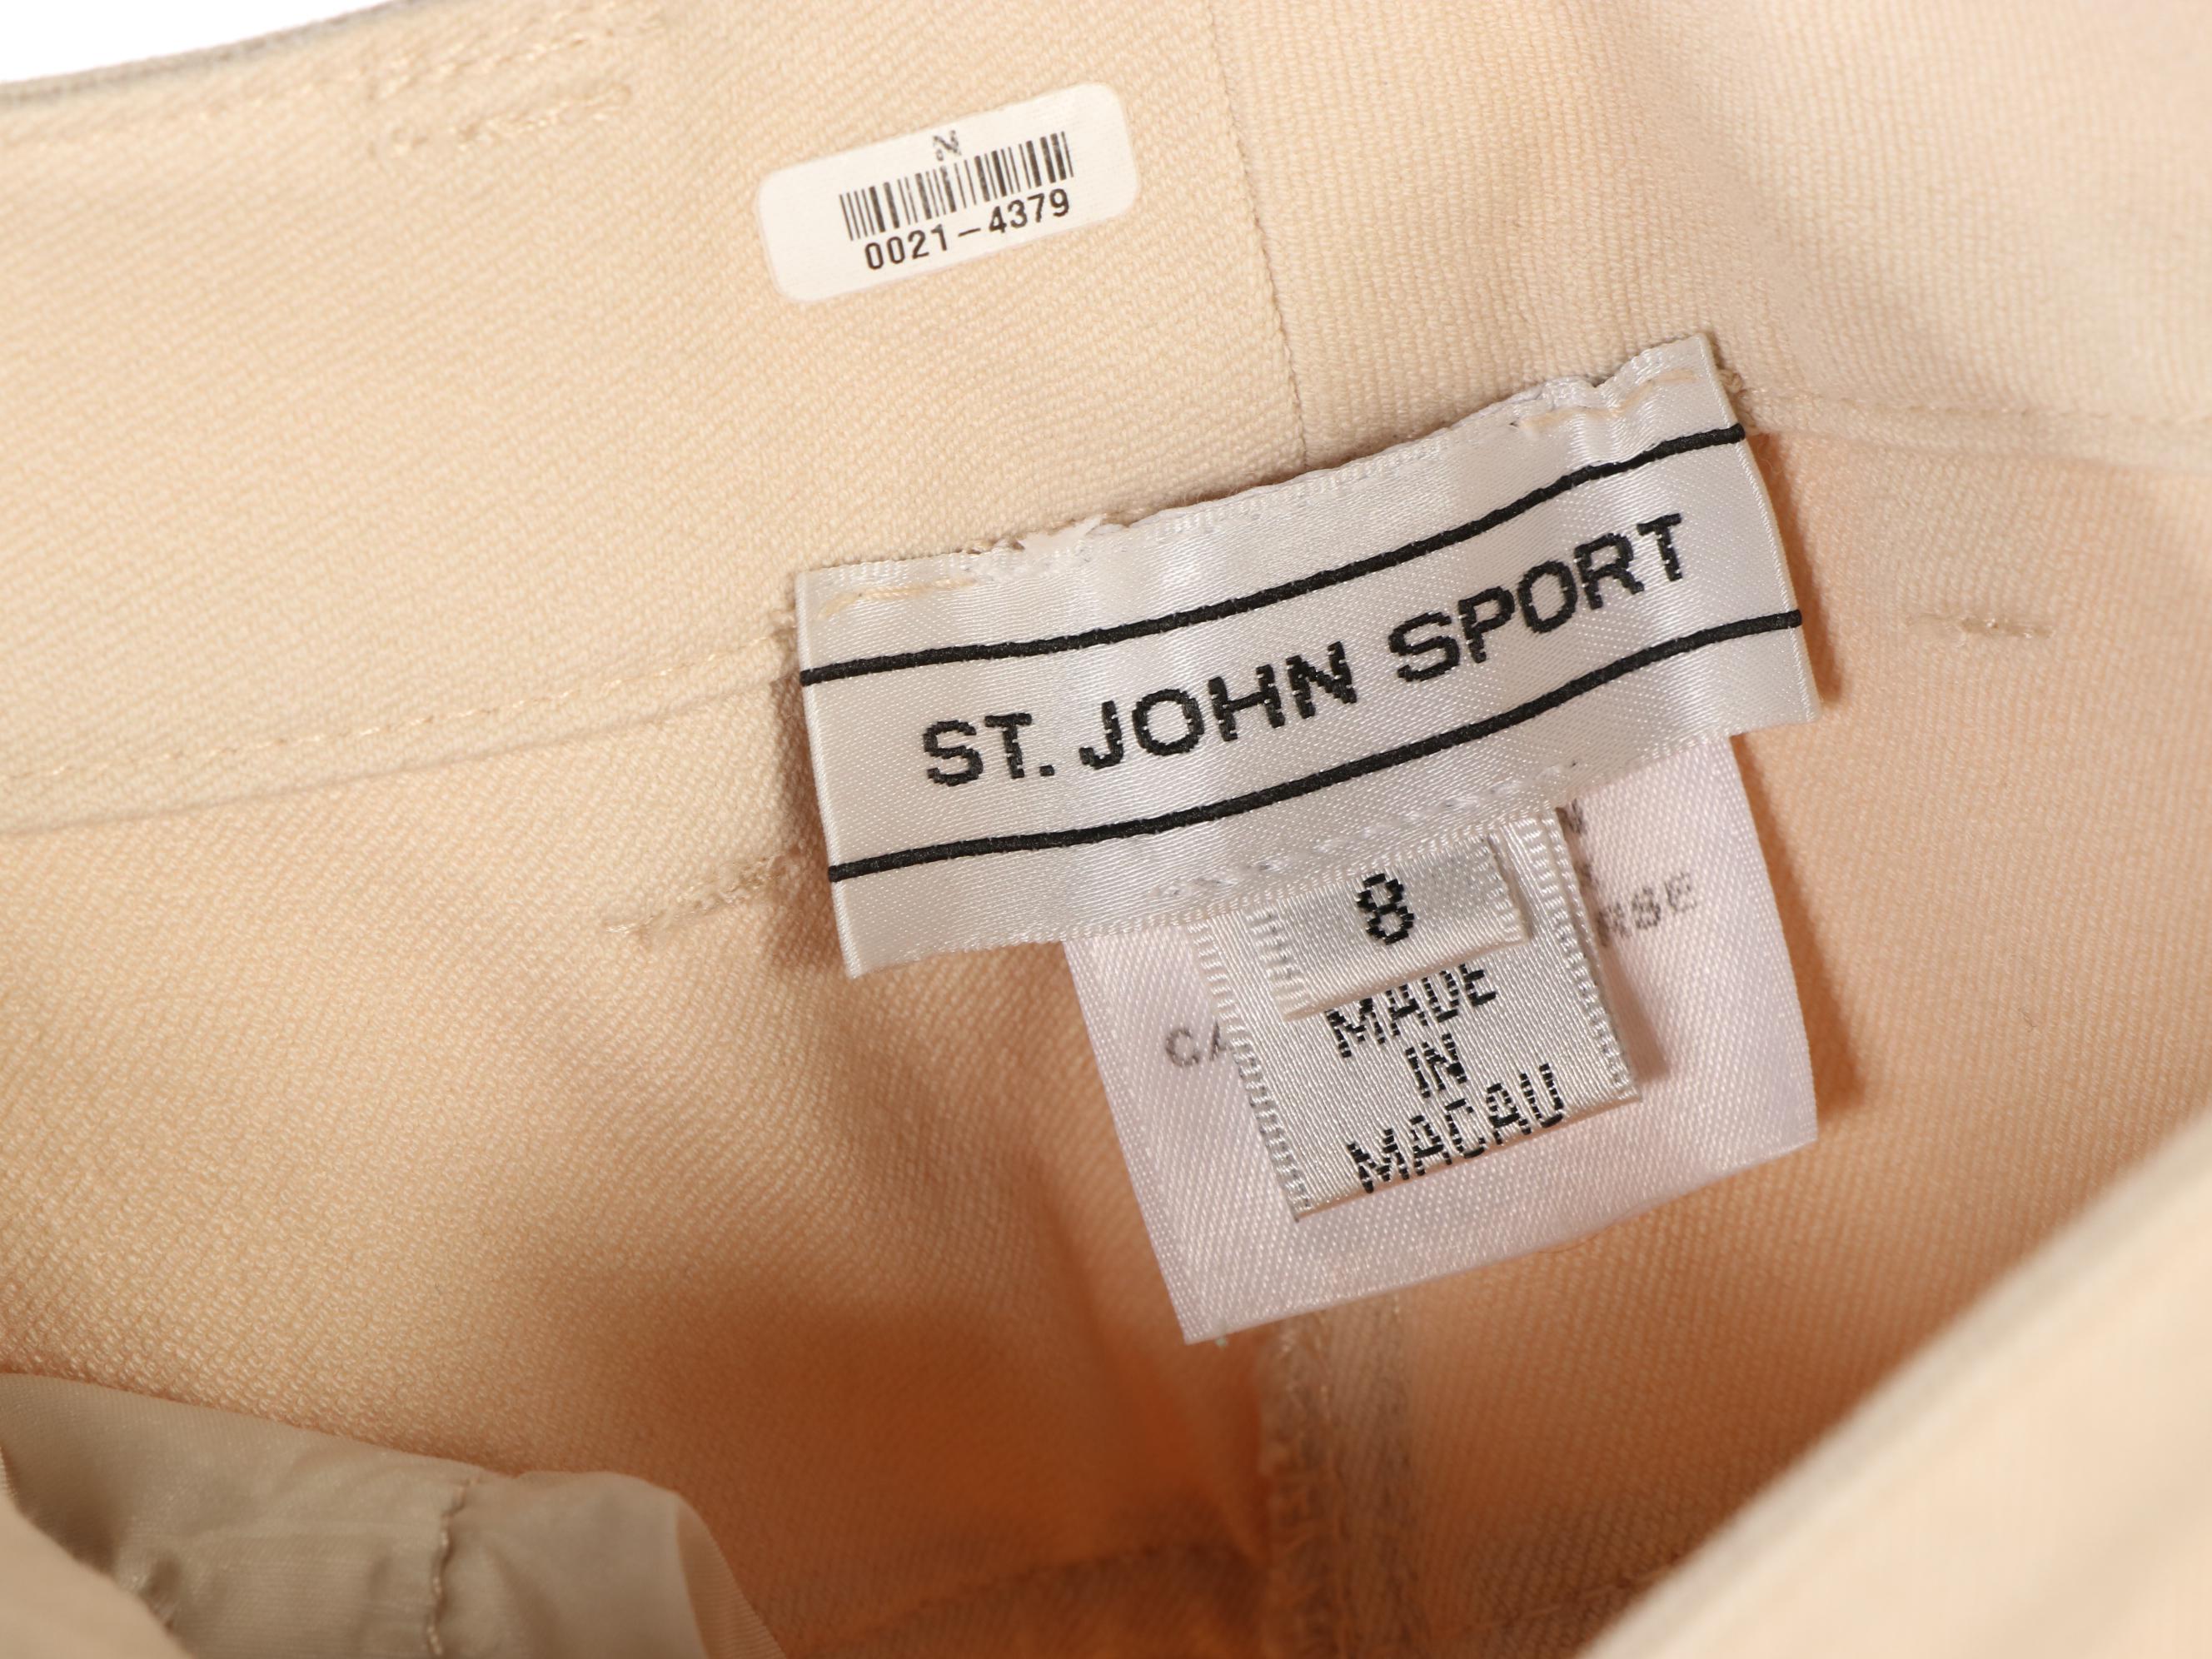 N
0021-4379
ST. JOHN SPORT
8
MADE
IN
MACAU